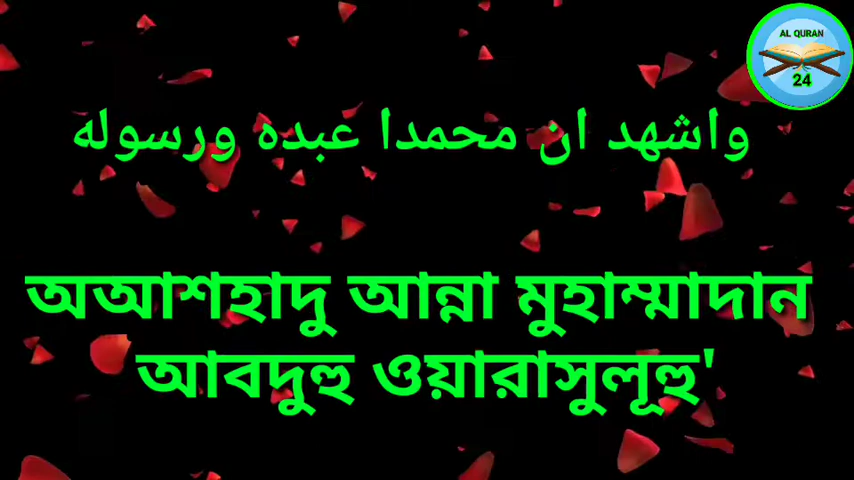 AL QURAN
24
واشهد ان محمدا عبده ورسوله
অআশহাদু আন্না মুহাম্মাদান
আবদুহু ওয়ারাসুলূহু'